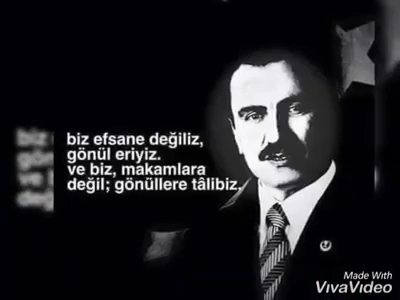 biz efsane değiliz,
gönül eriyiz.
ve biz, makamlara
değil; gönüllere tâlibiz.
Made With
VivaVideo